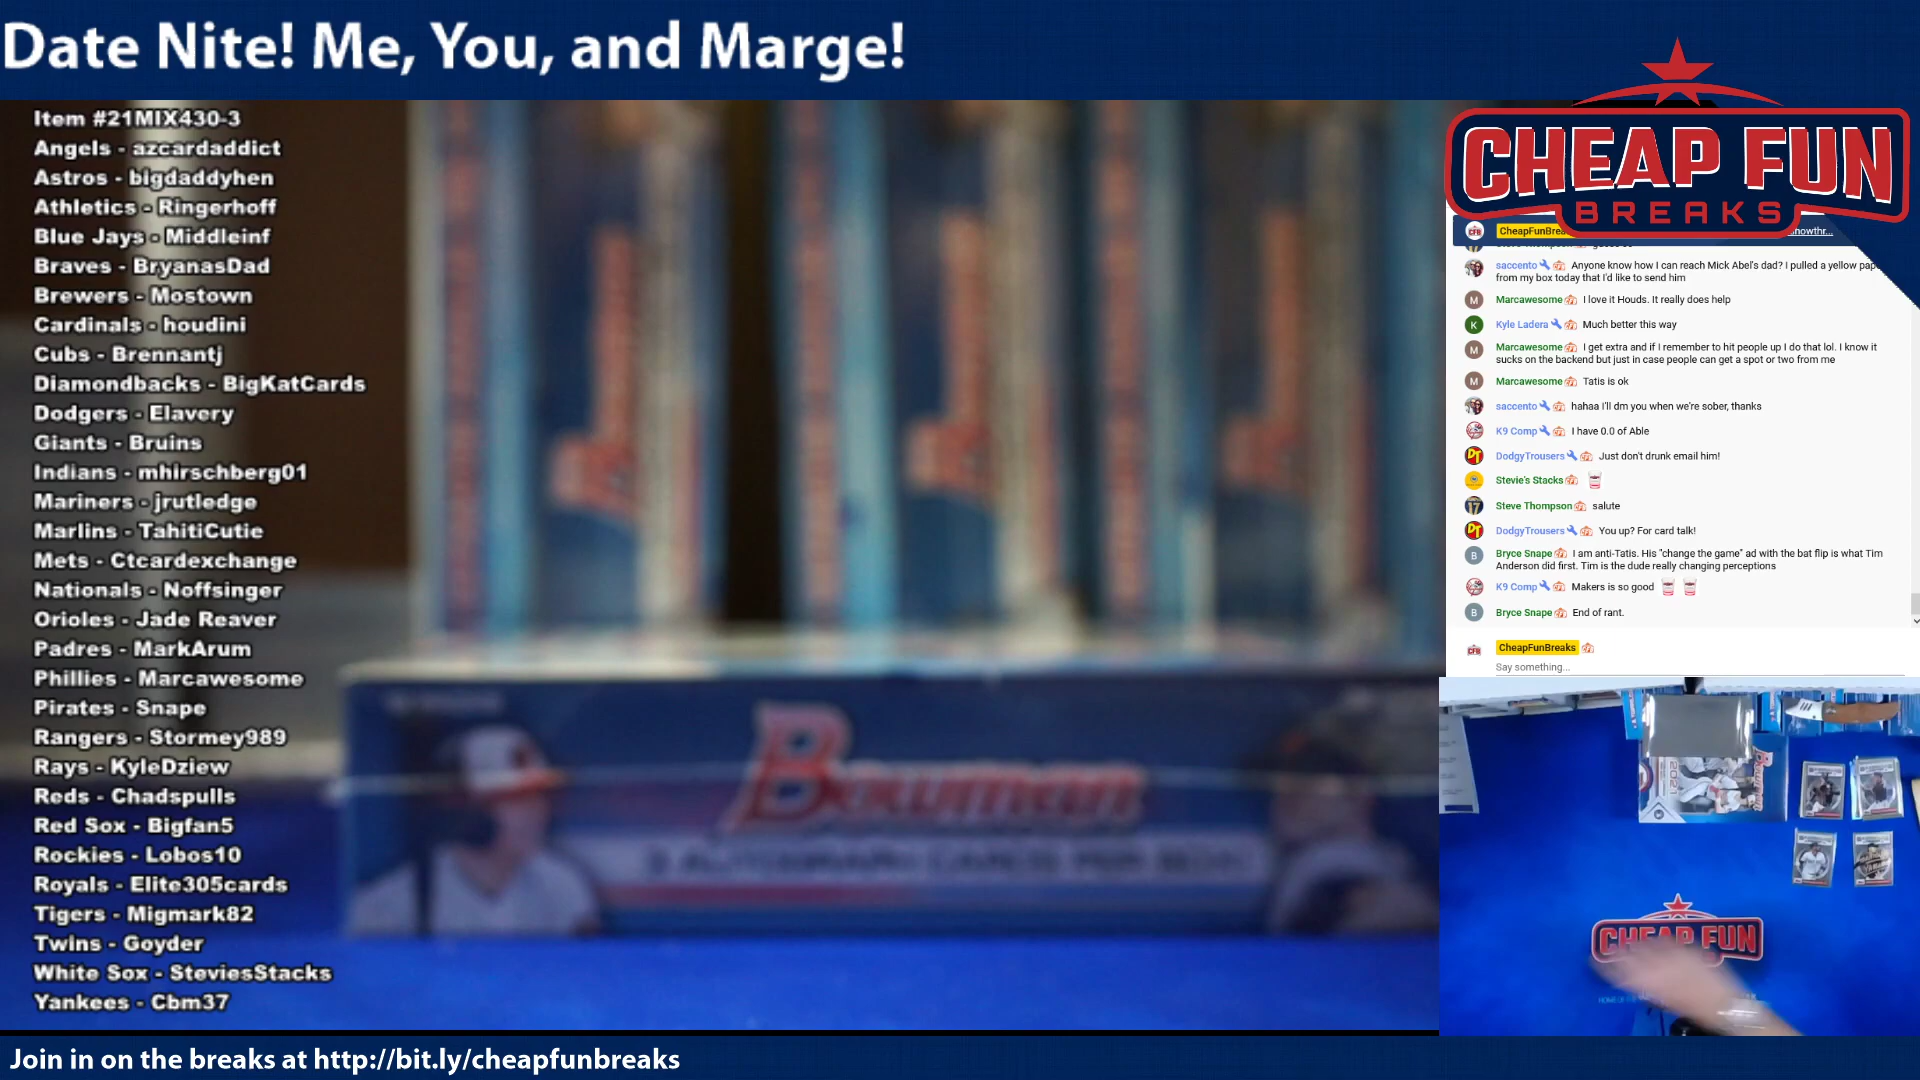 Date Nite! Me, You, and Marge!
Item #21MIX430-3
Angels - azcardaddict
Astros - bigdaddyhen
Athletics - Ringerhoff
Blue Jays - Middleinf
Braves - BryanasDad
Brewers - Mostown
Cardinals - houdini
Cubs - Brennantj
Diamondbacks - BigKatCards
Dodgers - Elavery
Giants - Bruins
Indians - mhirschberg01
Mariners - jrutledge
Marlins - TahitiCutie
Mets - Ctcardexchange
Nationals - Noffsinger
Orioles - Jade Reaver
Padres - MarkArum
Phillies - Marcawesome
Pirates - Snape
Rangers - Stormey989
Rays - KyleDziew
Reds - Chadspulls
Red Sox - Bigfan5
Rockies - Lobos10
Royals - Elite305cards
Tigers - Migmark82
Twins - Goyder
White Sox - SteviesStacks
Yankees - Cbm37
Bowman
CHEAP FUN
BREAKS
CheapFunBrea
howthr...
saccento Anyone know how I can reach Mick Abel's dad? I pulled a yellow pap
from my box today that I'd like to send him
M Marcawesome I love it Houds. It really does help
K Kyle Ladera Much better this way
M Marcawesome I get extra and if I remember to hit people up I do that lol. I know it
sucks on the backend but just in case people can get a spot or two from me
M Marcawesome Tatis is ok
saccento hahaa I'll dm you when we're sober, thanks
K9 Comp I have 0.0 of Able
DT DodgyTrousers Just don't drunk email him!
Stevie's Stacks
17 Steve Thompson salute
DT DodgyTrousers You up? For card talk!
B Bryce Snape I am anti-Tatis. His "change the game" ad with the bat flip is what Tim
Anderson did first. Tim is the dude really changing perceptions
K9 Comp Makers is so good
B Bryce Snape End of rant.
CFB CheapFunBreaks
Say something...
Bowman
2021
CHEAP FUN
Join in on the breaks at http://bit.ly/cheapfunbreaks